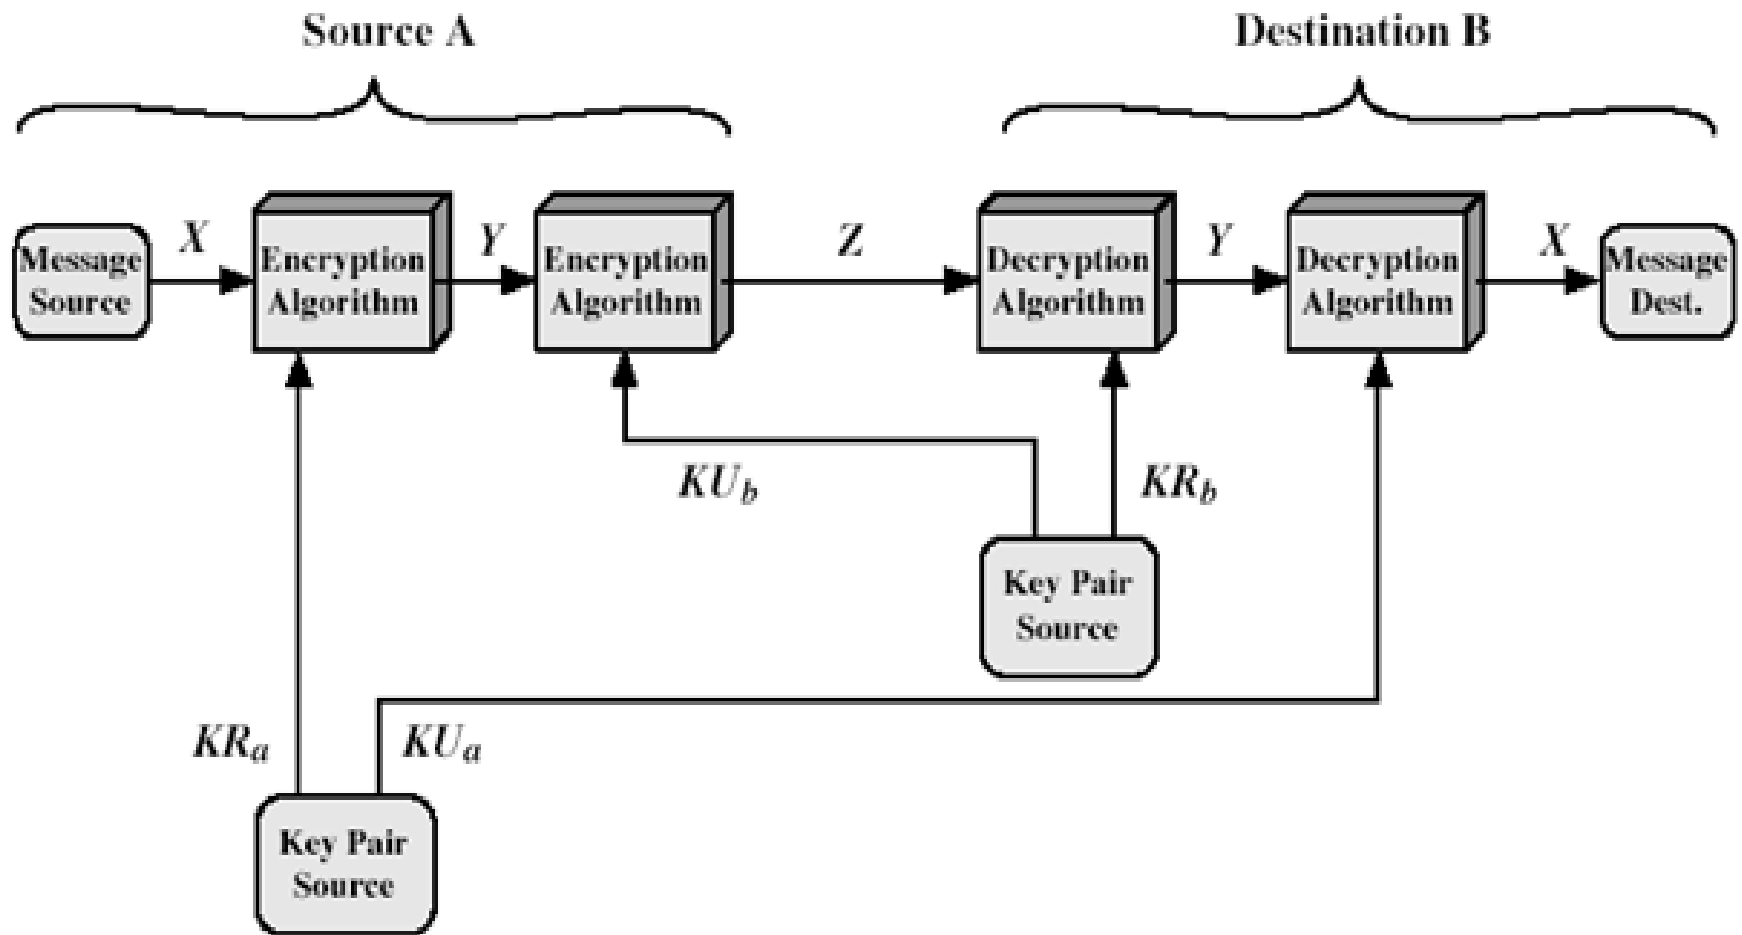 Source A
Destination B
X
Y
Z
Y
X
Message
Source
Encryption
Algorithm
Encryption
Algorithm
Decryption
Algorithm
Decryption
Algorithm
Message
Dest.
KUb
KRb
Key Pair
Source
KRa
KUa
Key Pair
Source